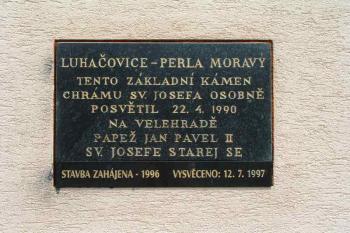 LUHAČOVICE – PERLA MORAVY
TENTO ZÁKLADNÍ KÁMEN
CHRÁMU SV. JOSEFA OSOBNĚ
POSVĚTIL 22. 4. 1990
NA VELEHRADĚ
PAPEŽ JAN PAVEL II
SV. JOSEFE STAREJ SE
STAVBA ZAHÁJENA - 1996 VYSVĚCENO: 12. 7. 1997